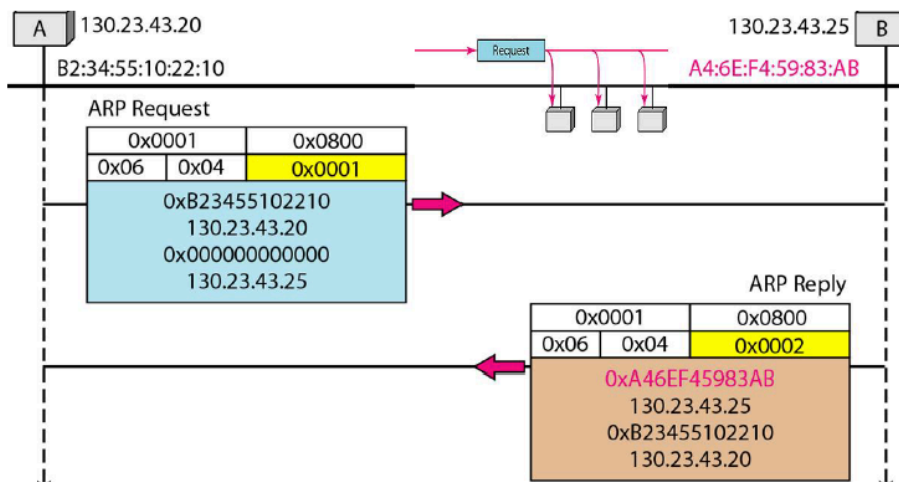 A 130.23.43.20
130.23.43.25 B
Request
B2:34:55:10:22:10
A4:6E:F4:59:83:AB
ARP Request
0x0001 0x0800
0x06 0x04 0x0001
0xB23455102210
130.23.43.20
0x000000000000
130.23.43.25
ARP Reply
0x0001 0x0800
0x06 0x04 0x0002
0xA46EF45983AB
130.23.43.25
0xB23455102210
130.23.43.20